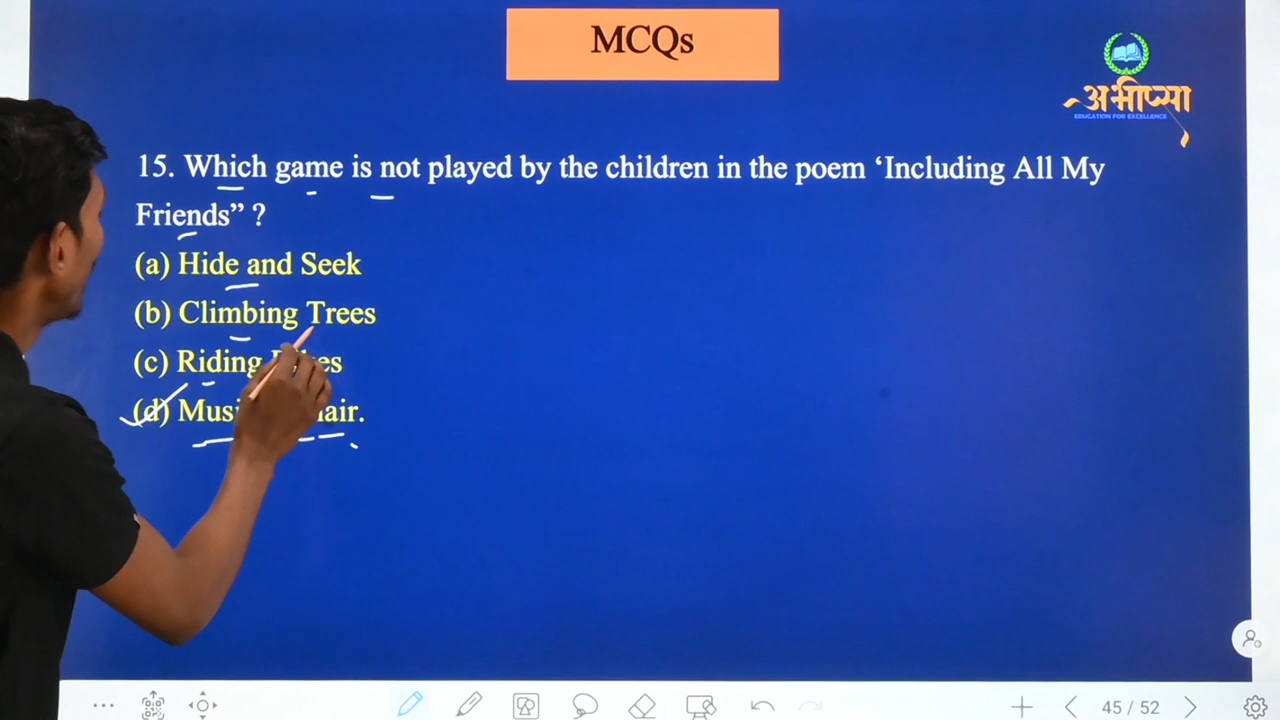 MCQs
अभीप्सा
EDUCATION FOR EXCELLENCE
15. Which game is not played by the children in the poem ‘Including All My
Friends” ?
(a) Hide and Seek
(b) Climbing Trees
(c) Riding
(d)
45 / 52